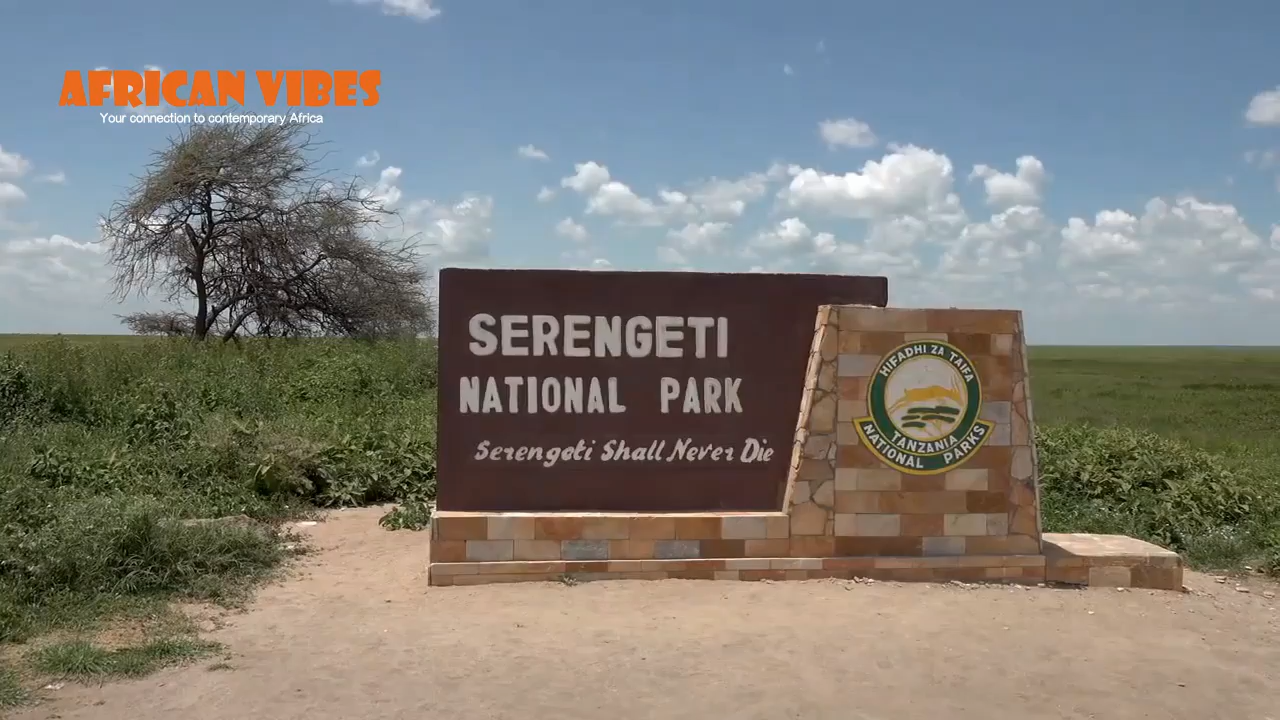 AFRICAN VIBES
Your connection to contemporary Africa
SERENGETI
NATIONAL PARK
Serengeti Shall Never Die
HIFADHI ZA TAIFA
TANZANIA
NATIONAL PARKS